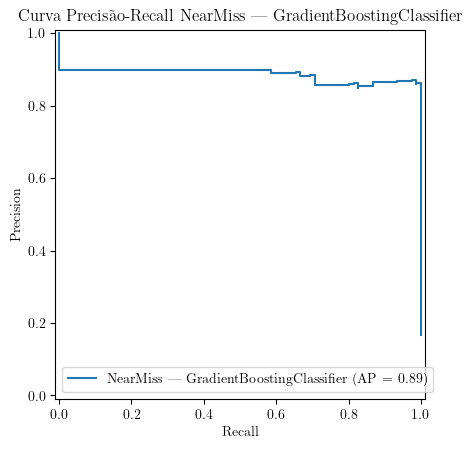 Curva Precisão-Recall NearMiss — GradientBoostingClassifier
1.0
0.8
0.6
0.4
0.2
0.0
Precision
NearMiss — GradientBoostingClassifier (AP = 0.89)
0.0 0.2 0.4 0.6 0.8 1.0
Recall